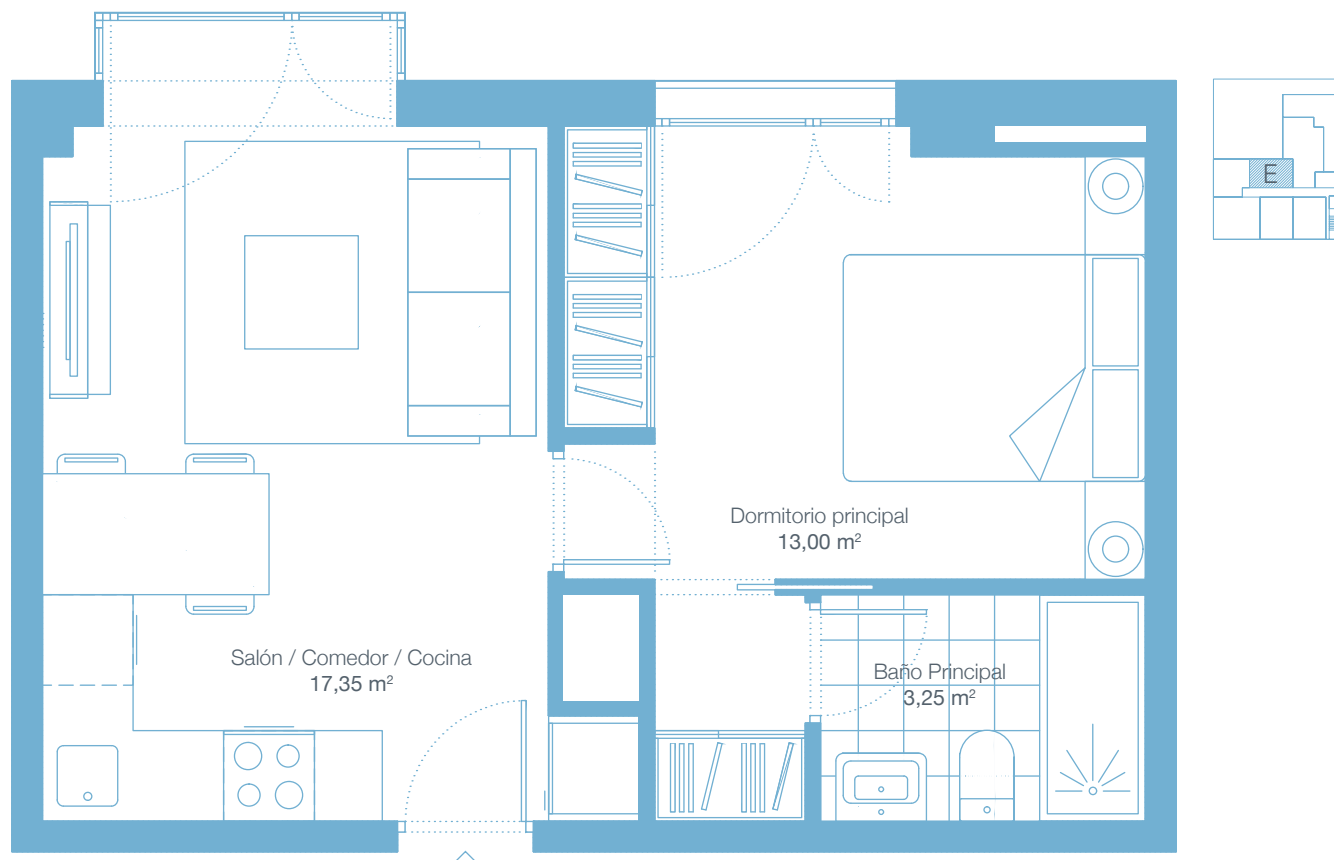 E
Dormitorio principal
13,00 m²
Salón / Comedor / Cocina
17,35 m²
Baño Principal
3,25 m²